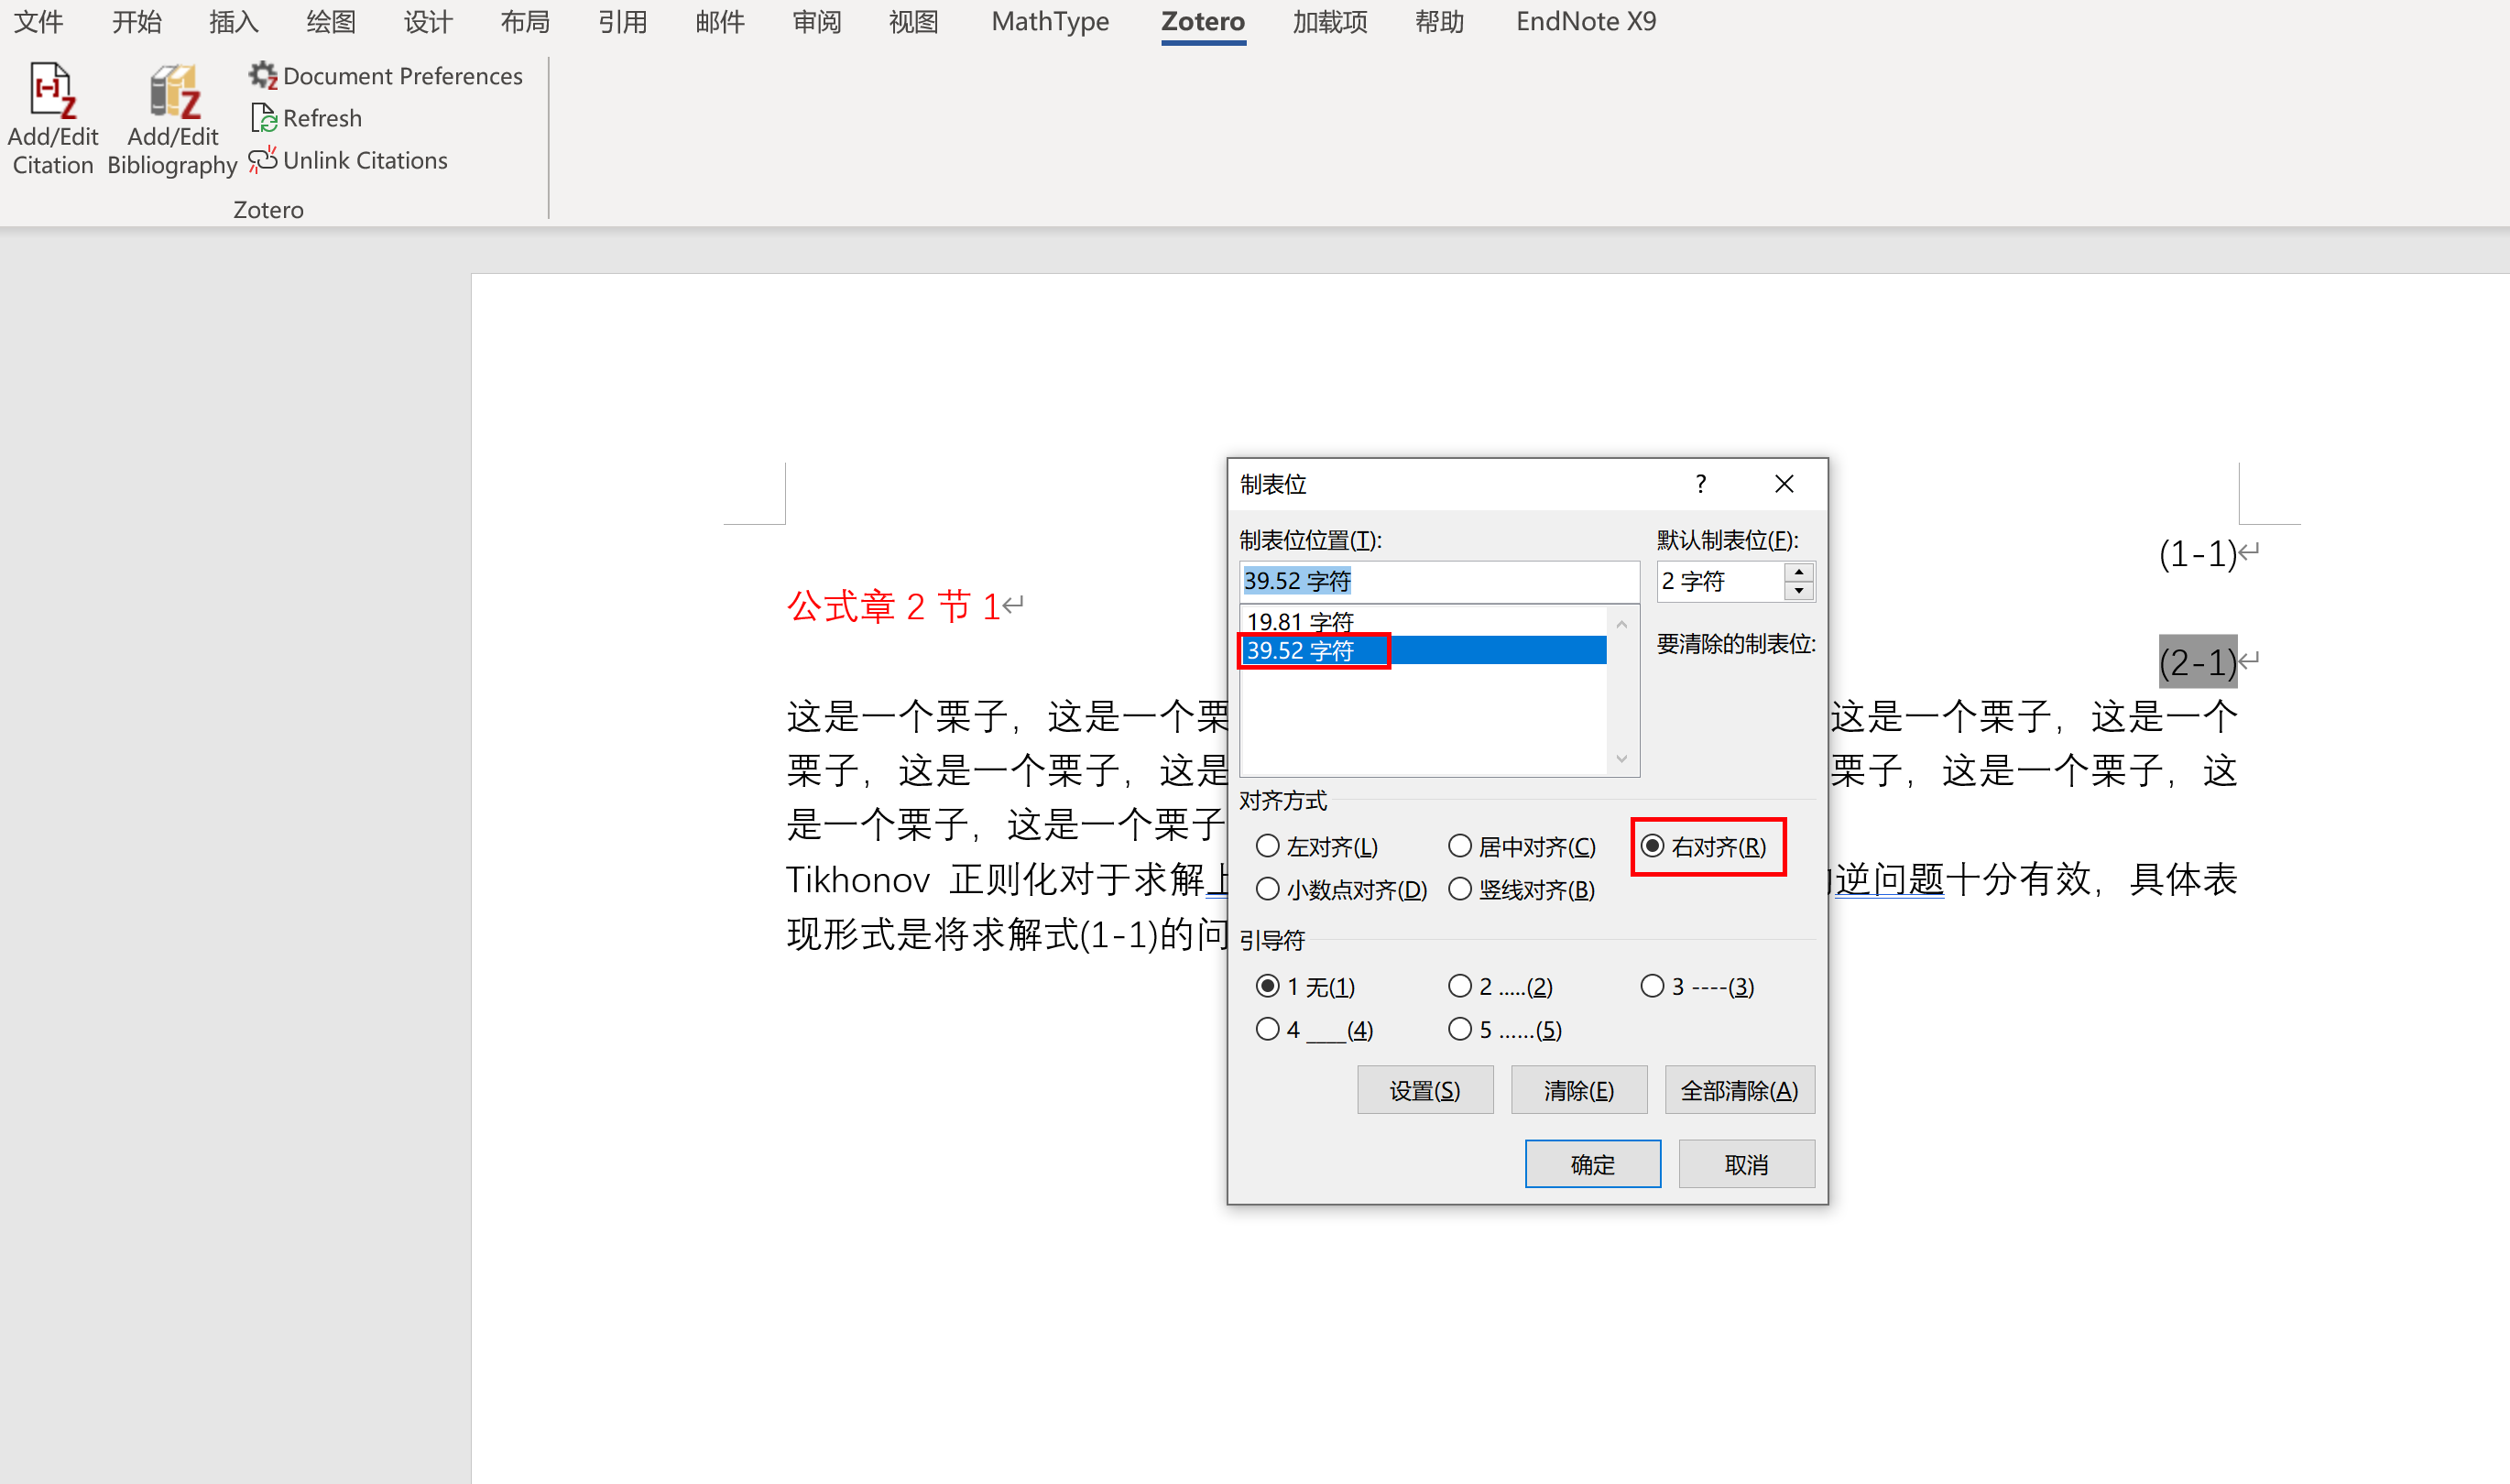 文件 开始 插入 绘图 设计 布局 引用 邮件 审阅 视图 MathType Zotero 加载项 帮助 EndNote X9
Add/Edit Citation
Add/Edit Bibliography
Document Preferences
Refresh
Unlink Citations
Zotero
(1-1)↵
公式章 2 节 1↵
(2-1)↵
这是一个栗子，这是一个栗
这是一个栗子，这是一个
栗子，这是一个栗子，这是
栗子，这是一个栗子，这
是一个栗子，这是一个栗子
Tikhonov 正则化对于求解上
逆问题十分有效，具体表
现形式是将求解式(1-1)的问
制表位 ?
制表位位置(T): 默认制表位(F):
39.52 字符 2 字符
19.81 字符
39.52 字符
要清除的制表位:
对齐方式
左对齐(L) 居中对齐(C) 右对齐(R)
小数点对齐(D) 竖线对齐(B)
引导符
1 无(1) 2 .....(2) 3 ----(3)
4 ____(4) 5 ......(5)
设置(S) 清除(E) 全部清除(A)
确定 取消